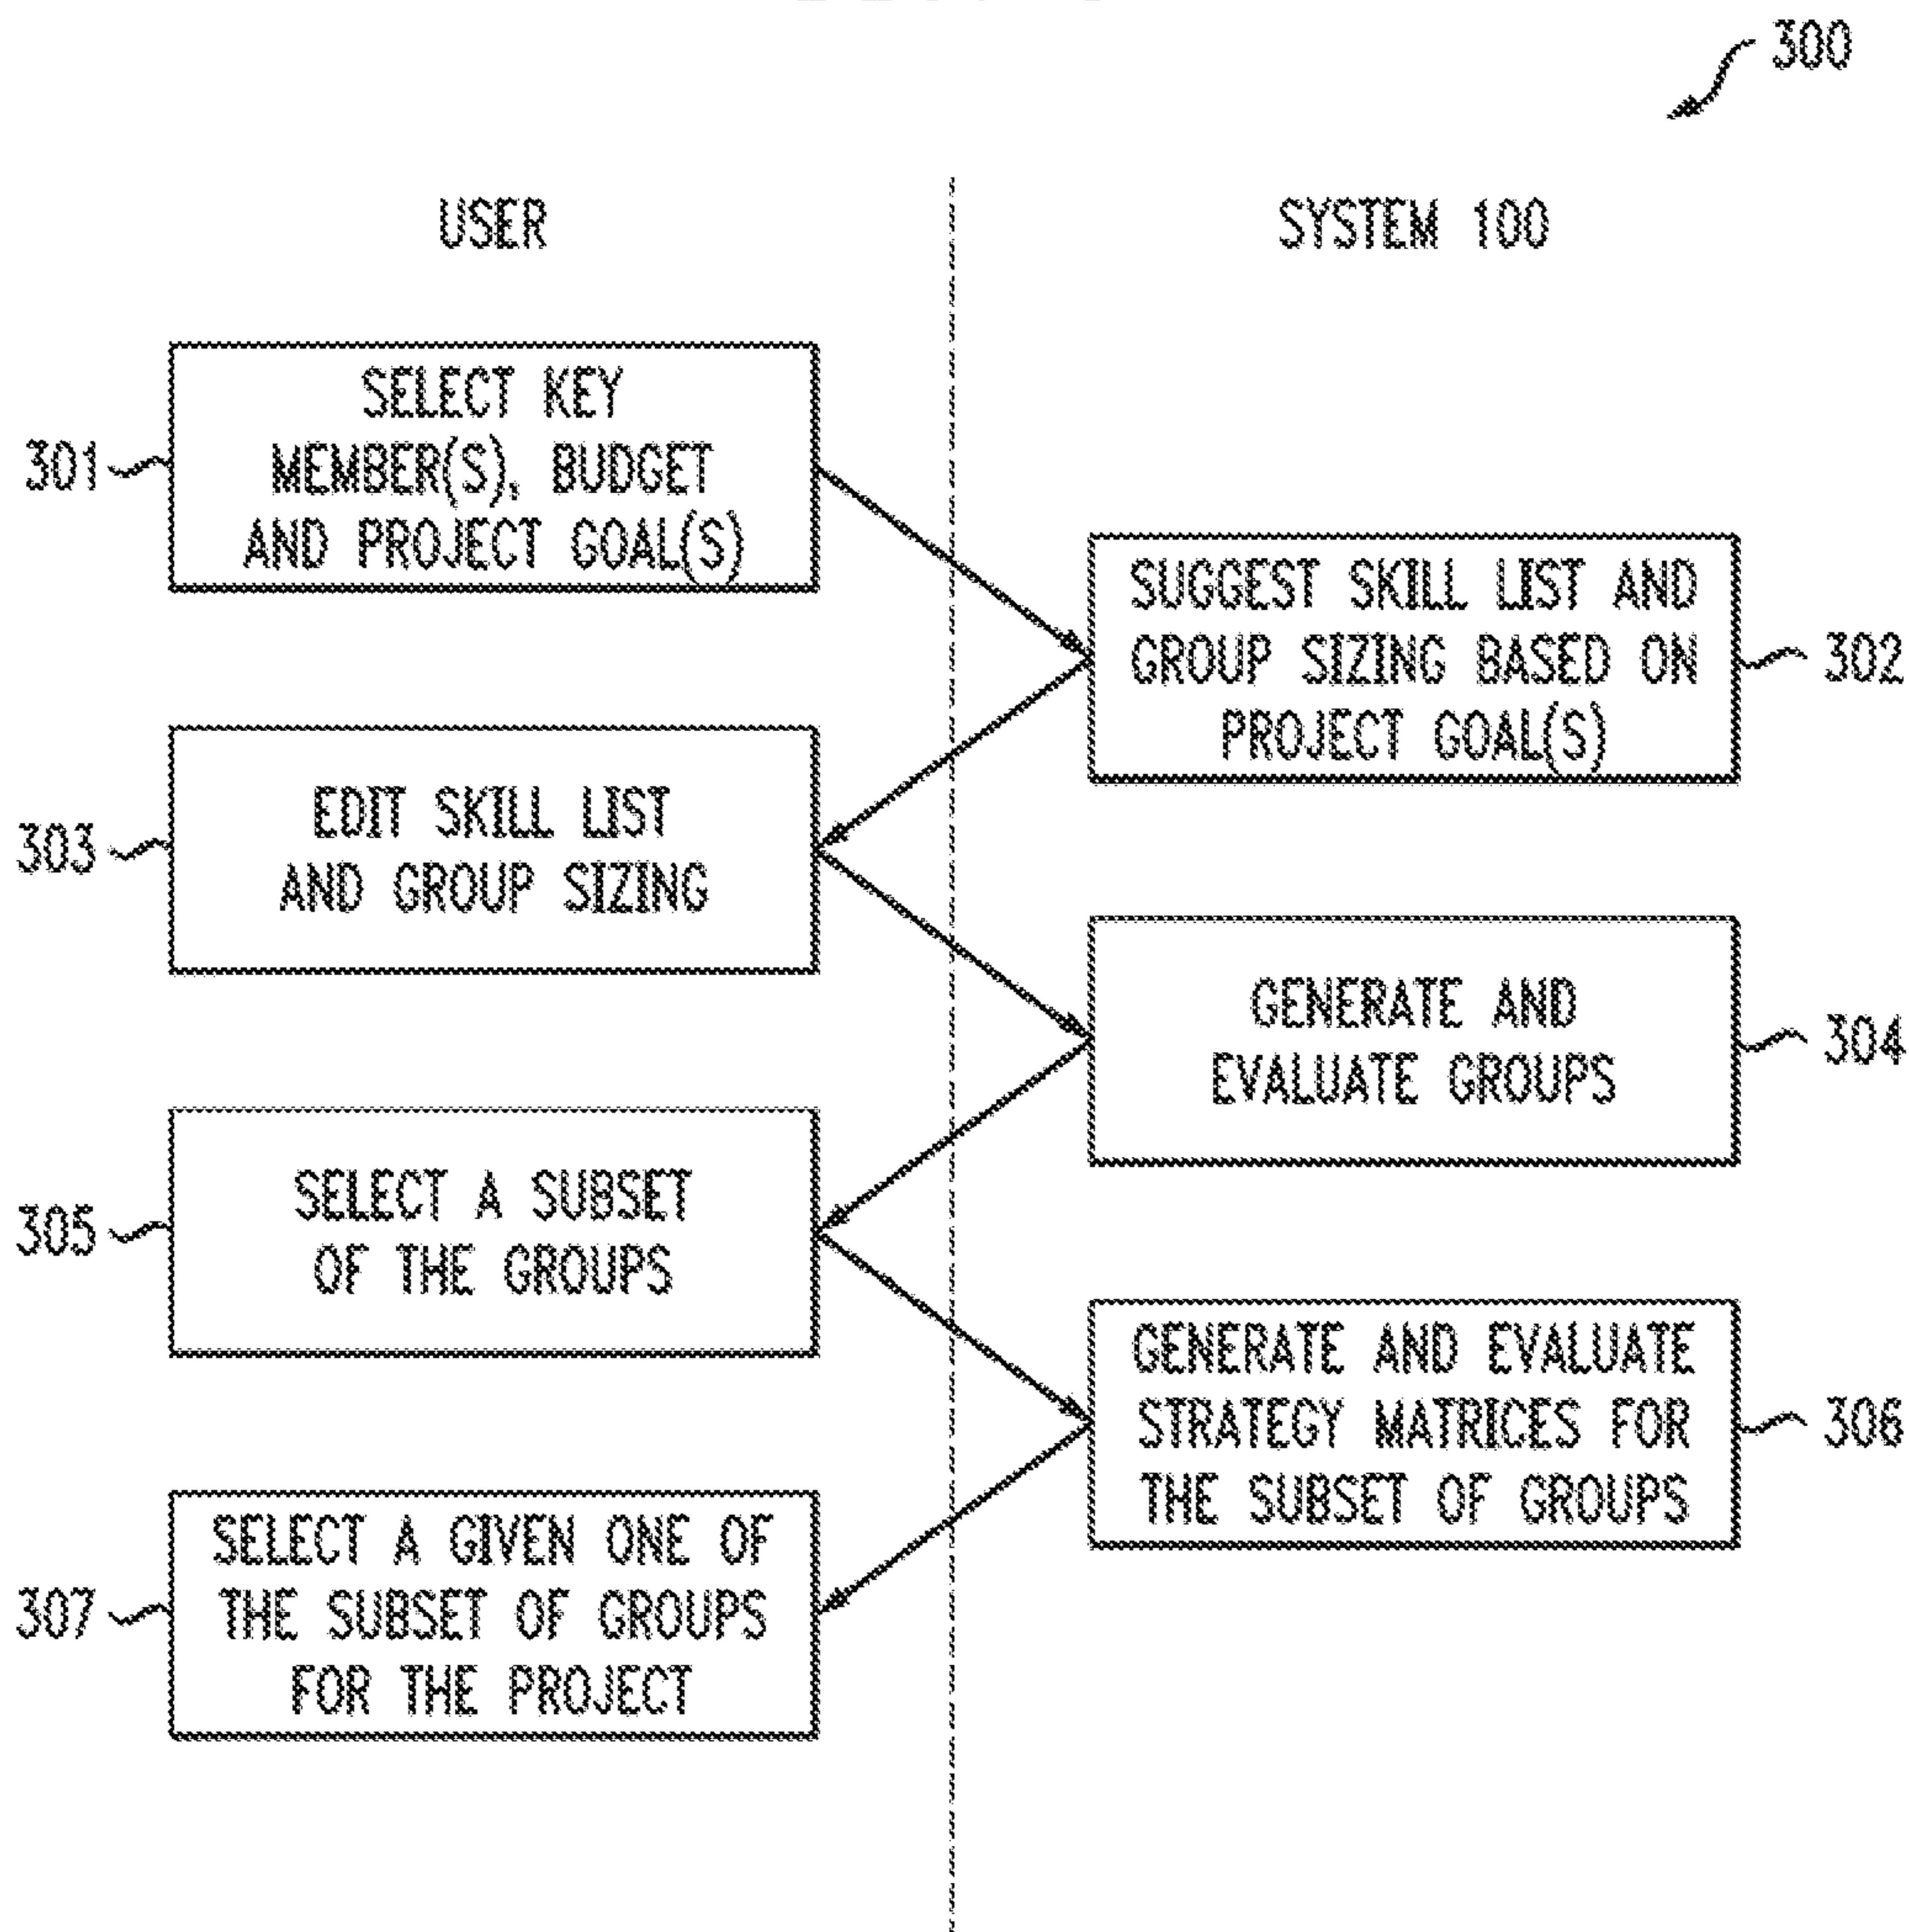 300
USER
SYSTEM 100
301
SELECT KEY
MEMBER(S), BUDGET
AND PROJECT GOAL(S)
SUGGEST SKILL LIST AND
GROUP SIZING BASED ON
PROJECT GOAL(S)
302
303
EDIT SKILL LIST
AND GROUP SIZING
GENERATE AND
EVALUATE GROUPS
304
305
SELECT A SUBSET
OF THE GROUPS
GENERATE AND EVALUATE
STRATEGY MATRICES FOR
THE SUBSET OF GROUPS
306
307
SELECT A GIVEN ONE OF
THE SUBSET OF GROUPS
FOR THE PROJECT